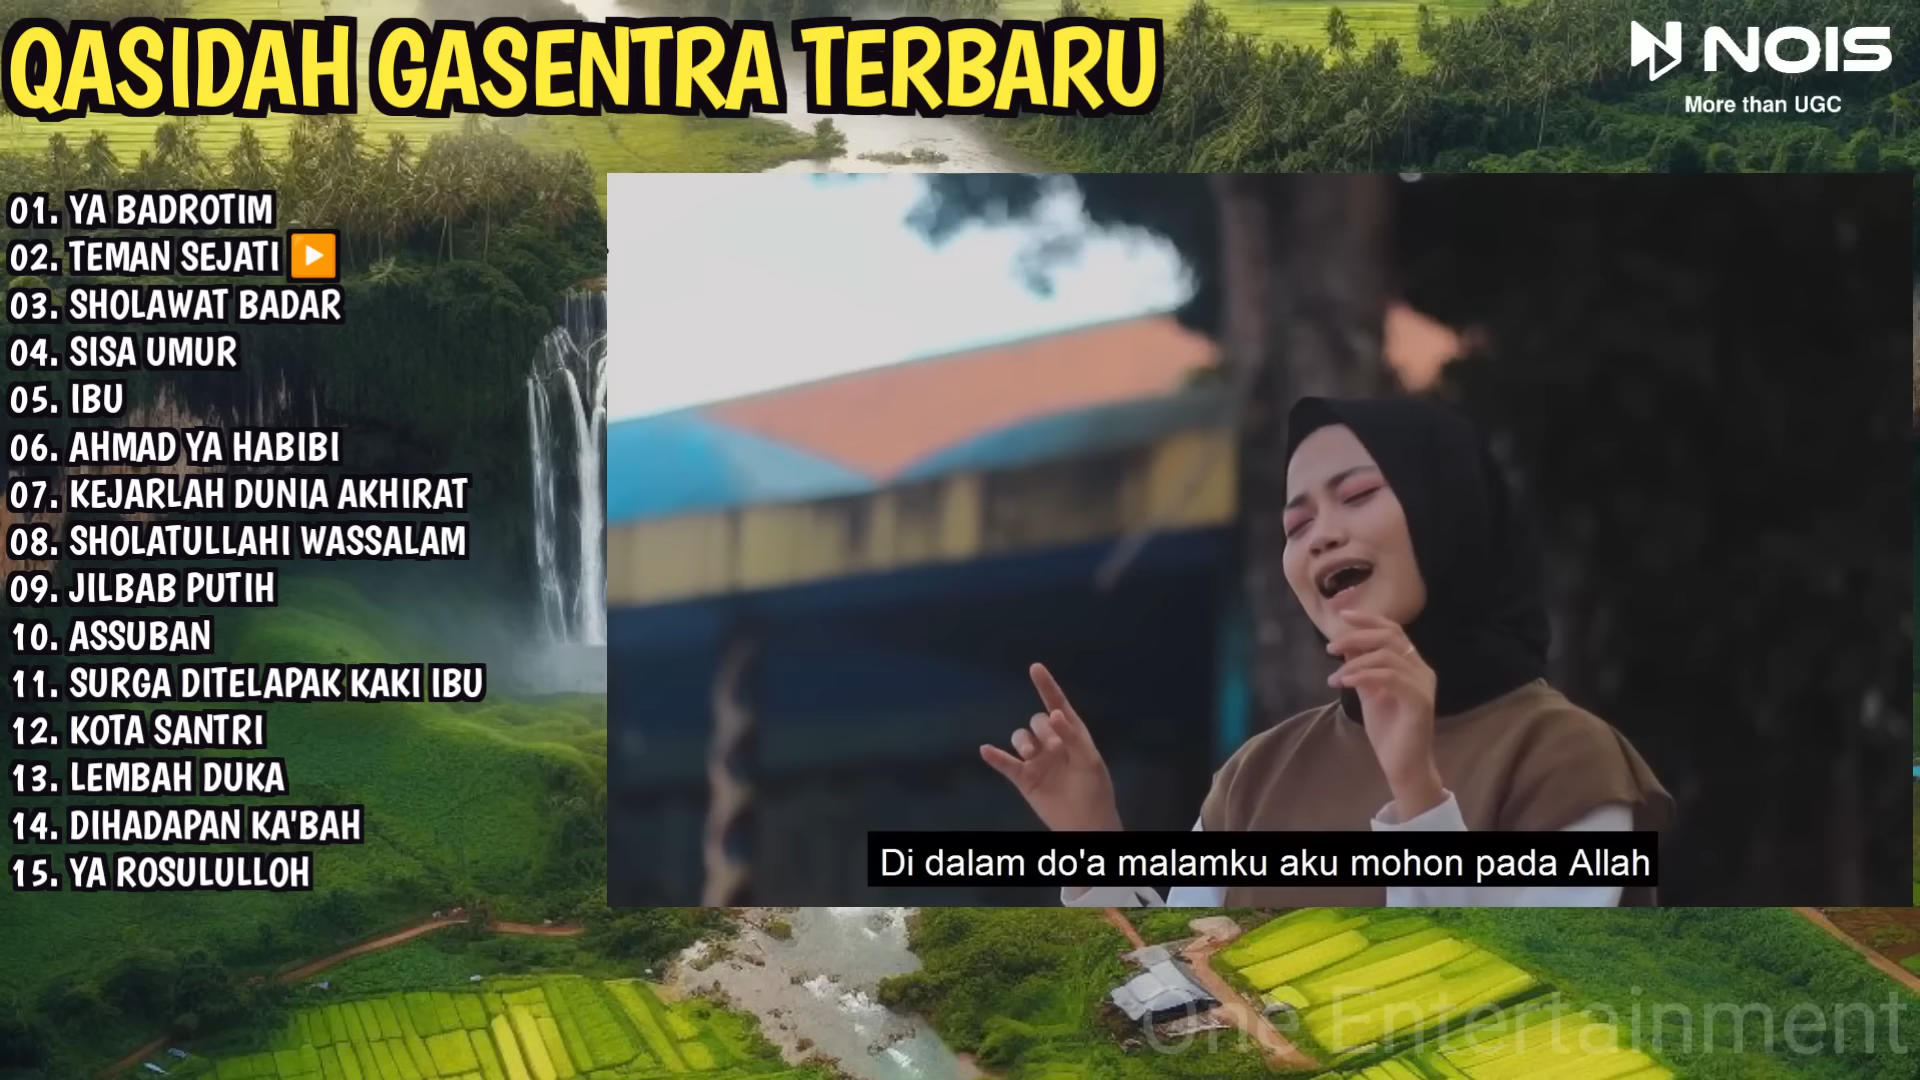 QASIDAH GASENTRA TERBARU
NOIS
More than UGC
01. YA BADROTIM
02. TEMAN SEJATI
03. SHOLAWAT BADAR
04. SISA UMUR
05. IBU
06. AHMAD YA HABIBI
07. KEJARLAH DUNIA AKHIRAT
08. SHOLATULLAHI WASSALAM
09. JILBAB PUTIH
10. ASSUBAN
11. SURGA DITELAPAK KAKI IBU
12. KOTA SANTRI
13. LEMBAH DUKA
14. DIHADAPAN KA'BAH
15. YA ROSULULLOH
Di dalam do'a malamku aku mohon pada Allah
One Entertainment